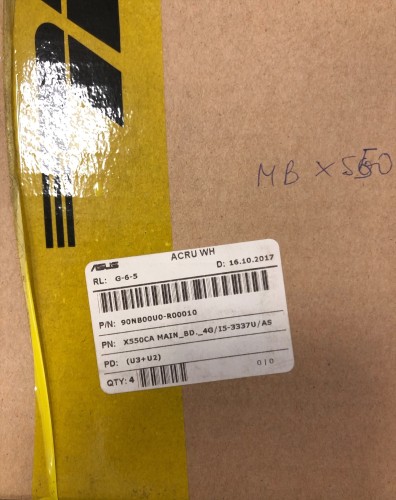 MB X550
ASUS
ACRU WH
RL: G-6-5
D: 16.10.2017
P/N: 90NB00U0-R00010
PN: X550CA MAIN_BD._4G/I5-3337U/AS
PD: (U3+U2)
QTY: 4
0|0